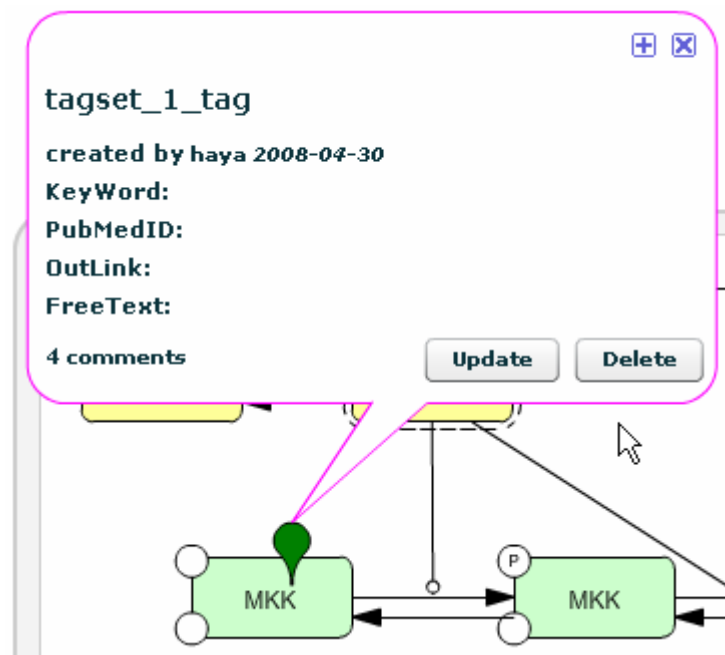 tagset_1_tag
created by haya 2008-04-30
KeyWord:
PubMedID:
OutLink:
FreeText:
4 comments
Update
Delete
P
MKK
MKK